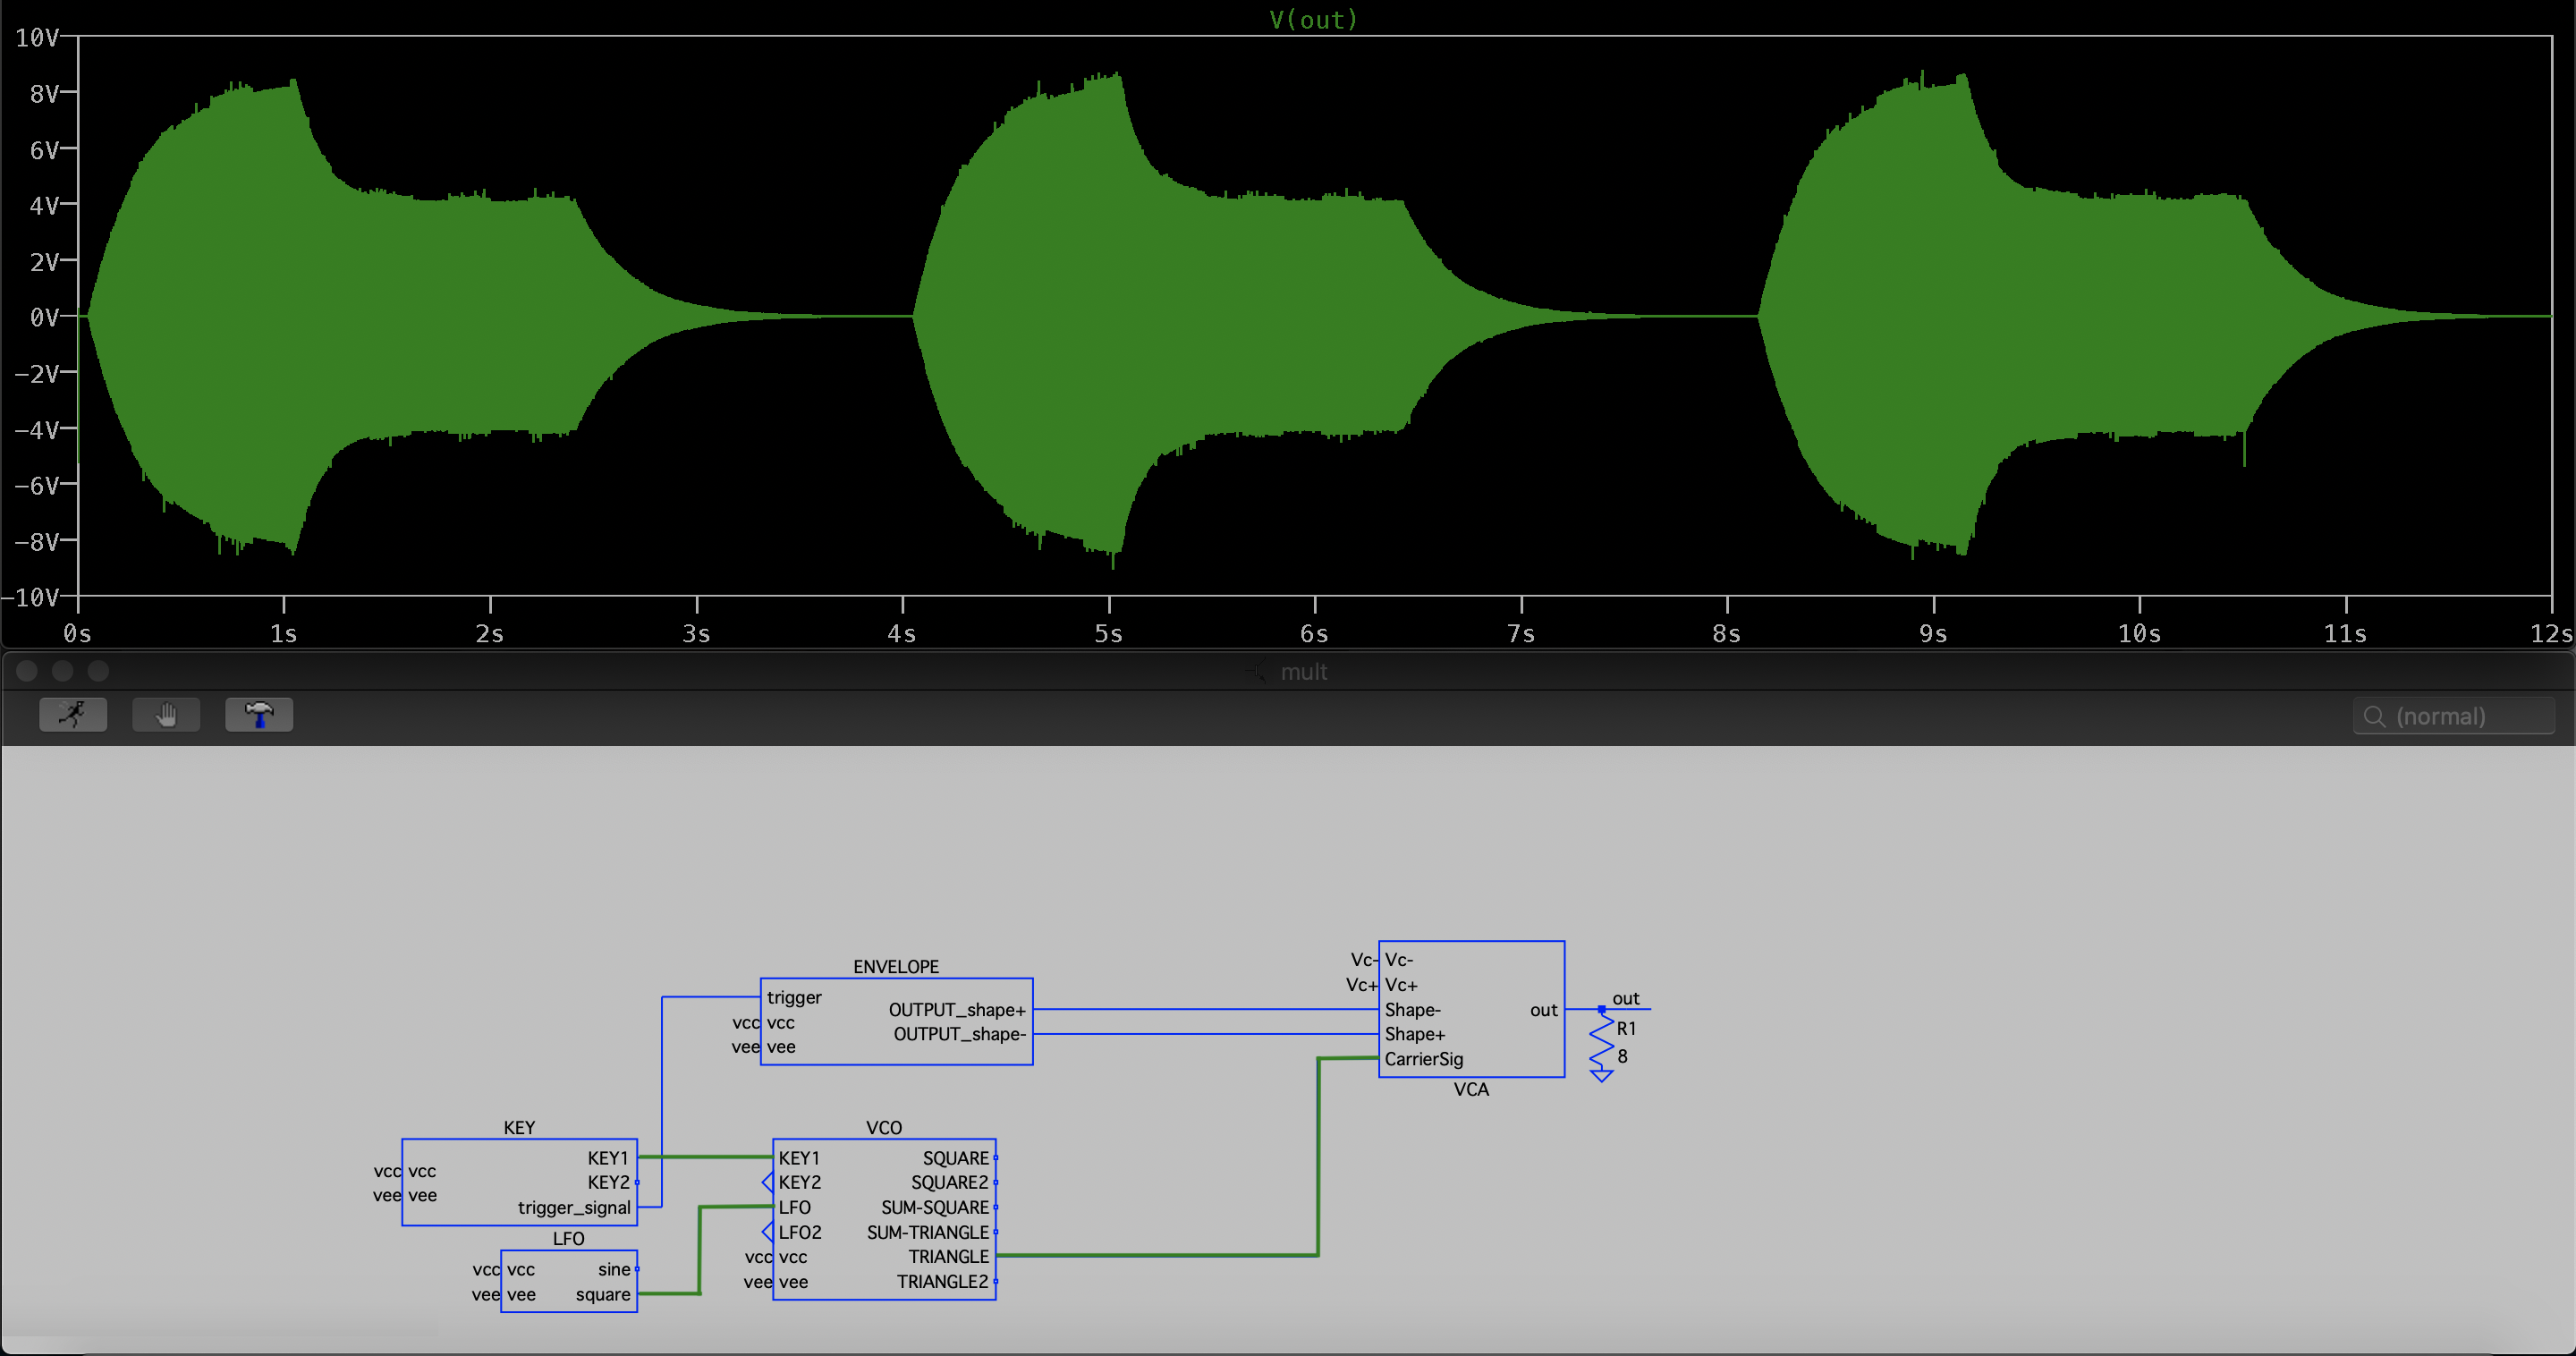 V(out)
10V
8V
6V
4V
2V
0V
−2V
−4V
−6V
−8V
−10V
0s 1s 2s 3s 4s 5s 6s 7s 8s 9s 10s 11s 12s
mult
(normal)
ENVELOPE
trigger
vcc vcc
vee vee
OUTPUT_shape+
OUTPUT_shape-
Vc- Vc-
Vc+ Vc+
Shape-
Shape+
CarrierSig
out
VCA
out
R1
8
KEY
vcc vcc
vee vee
KEY1
KEY2
trigger_signal
LFO
vcc vcc
vee vee
sine
square
VCO
KEY1
KEY2
LFO
LFO2
vcc vcc
vee vee
SQUARE
SQUARE2
SUM-SQUARE
SUM-TRIANGLE
TRIANGLE
TRIANGLE2